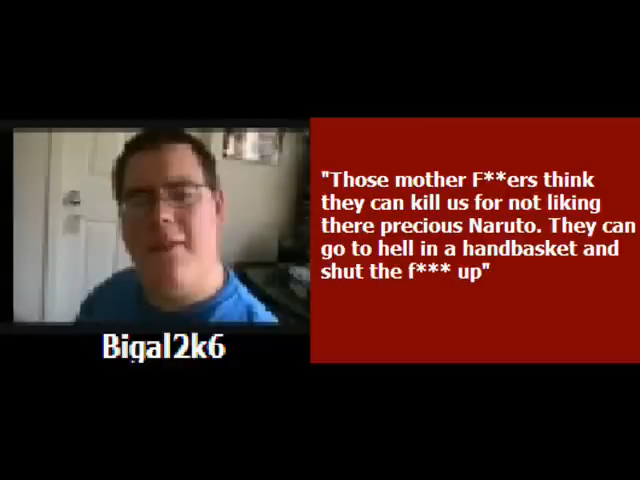 "Those mother F**ers think
they can kill us for not liking
there precious Naruto. They can
go to hell in a handbasket and
shut the f*** up"
Bigal2k6